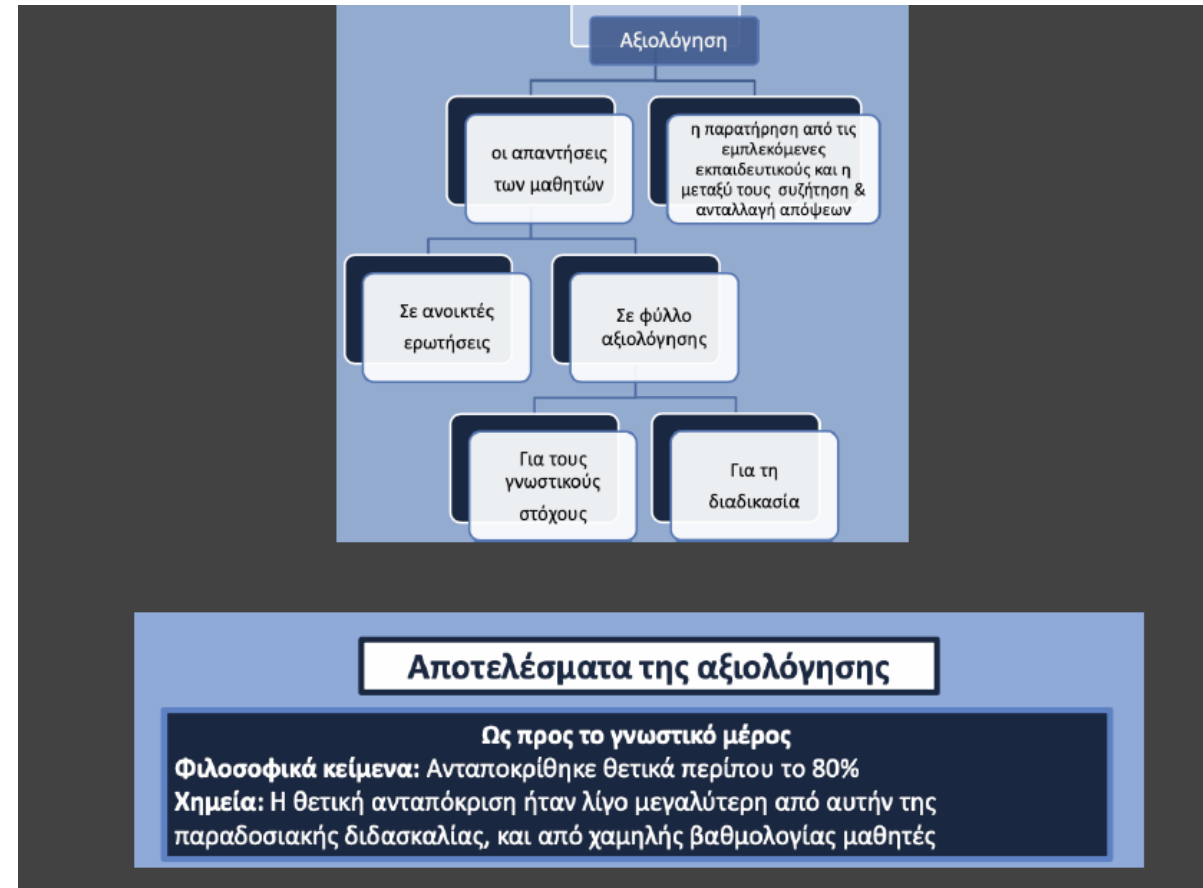 Αξιολόγηση
οι απαντήσεις
των μαθητών
η παρατήρηση από τις
εμπλεκόμενες
εκπαιδευτικούς και η
μεταξύ τους συζήτηση &
ανταλλαγή απόψεων
Σε ανοικτές
ερωτήσεις
Σε φύλλο
αξιολόγησης
Για τους
γνωστικούς
στόχους
Για τη
διαδικασία
Αποτελέσματα της αξιολόγησης
Ως προς το γνωστικό μέρος
Φιλοσοφικά κείμενα: Ανταποκρίθηκε θετικά περίπου το 80%
Χημεία: Η θετική ανταπόκριση ήταν λίγο μεγαλύτερη από αυτήν της
παραδοσιακής διδασκαλίας, και από χαμηλής βαθμολογίας μαθητές